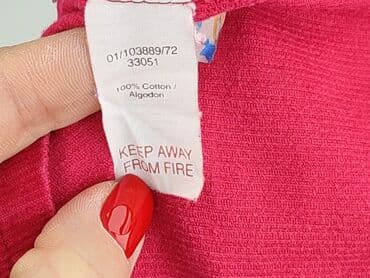 01/103889/72
33051
100% Cotton /
Algodon
KEEP AWAY
FROM FIRE